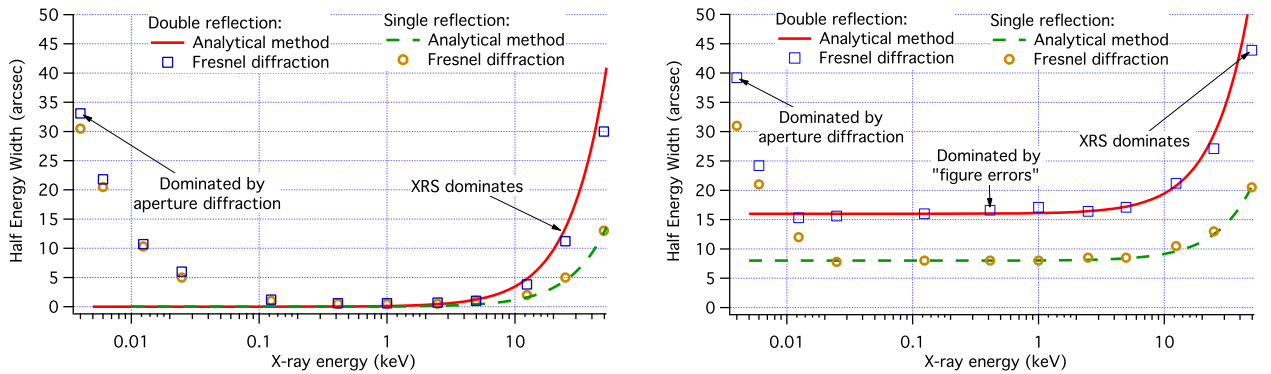 Double reflection:
Analytical method
Fresnel diffraction
Single reflection:
Analytical method
Fresnel diffraction
50
45
40
35
30
25
20
15
10
5
0
Half Energy Width (arcsec)
Dominated by
aperture diffraction
XRS dominates
0.01
0.1
1
10
X-ray energy (keV)
Double reflection:
Analytical method
Fresnel diffraction
Single reflection:
Analytical method
Fresnel diffraction
50
45
40
35
30
25
20
15
10
5
0
Half Energy Width (arcsec)
Dominated by
aperture diffraction
Dominated by
"figure errors"
XRS dominates
0.01
0.1
1
10
X-ray energy (keV)